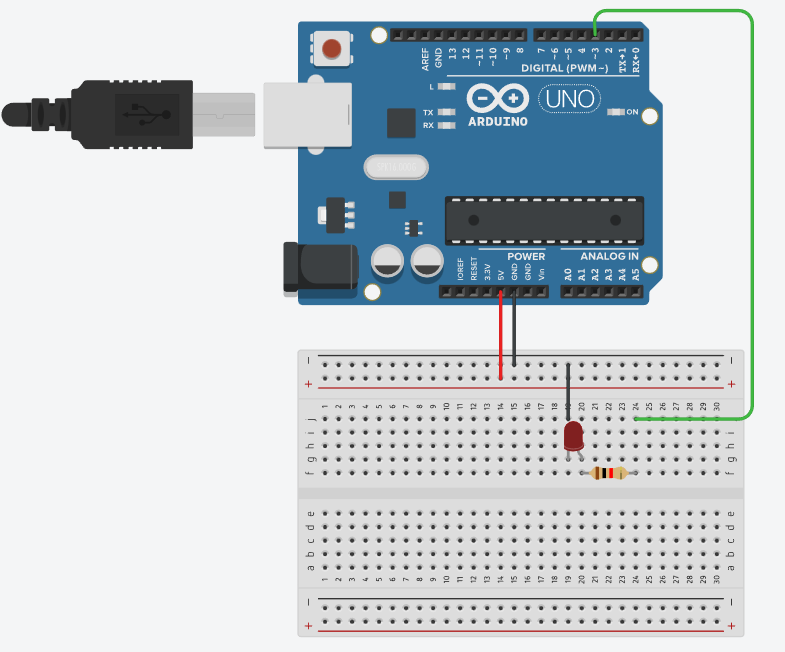 AREF
GND
13
12
~11
~10
~9
8
7
~6
~5
4
~3
2
TX→1
RX←0
DIGITAL (PWM~)
L
TX
RX
ARDUINO
UNO
ON
POWER
ANALOG IN
IOREF
RESET
3.3V
5V
GND
GND
Vin
A0
A1
A2
A3
A4
A5
− −
+ +
1 2 3 4 5 6 7 8 9 10 11 12 13 14 15 16 17 18 19 20 21 22 23 24 25 26 27 28 29 30
j
i i
h h
g g
f f
e e
d d
c c
b b
a a
1 2 3 4 5 6 7 8 9 10 11 12 13 14 15 16 17 18 19 20 21 22 23 24 25 26 27 28 29 30
− −
+ +